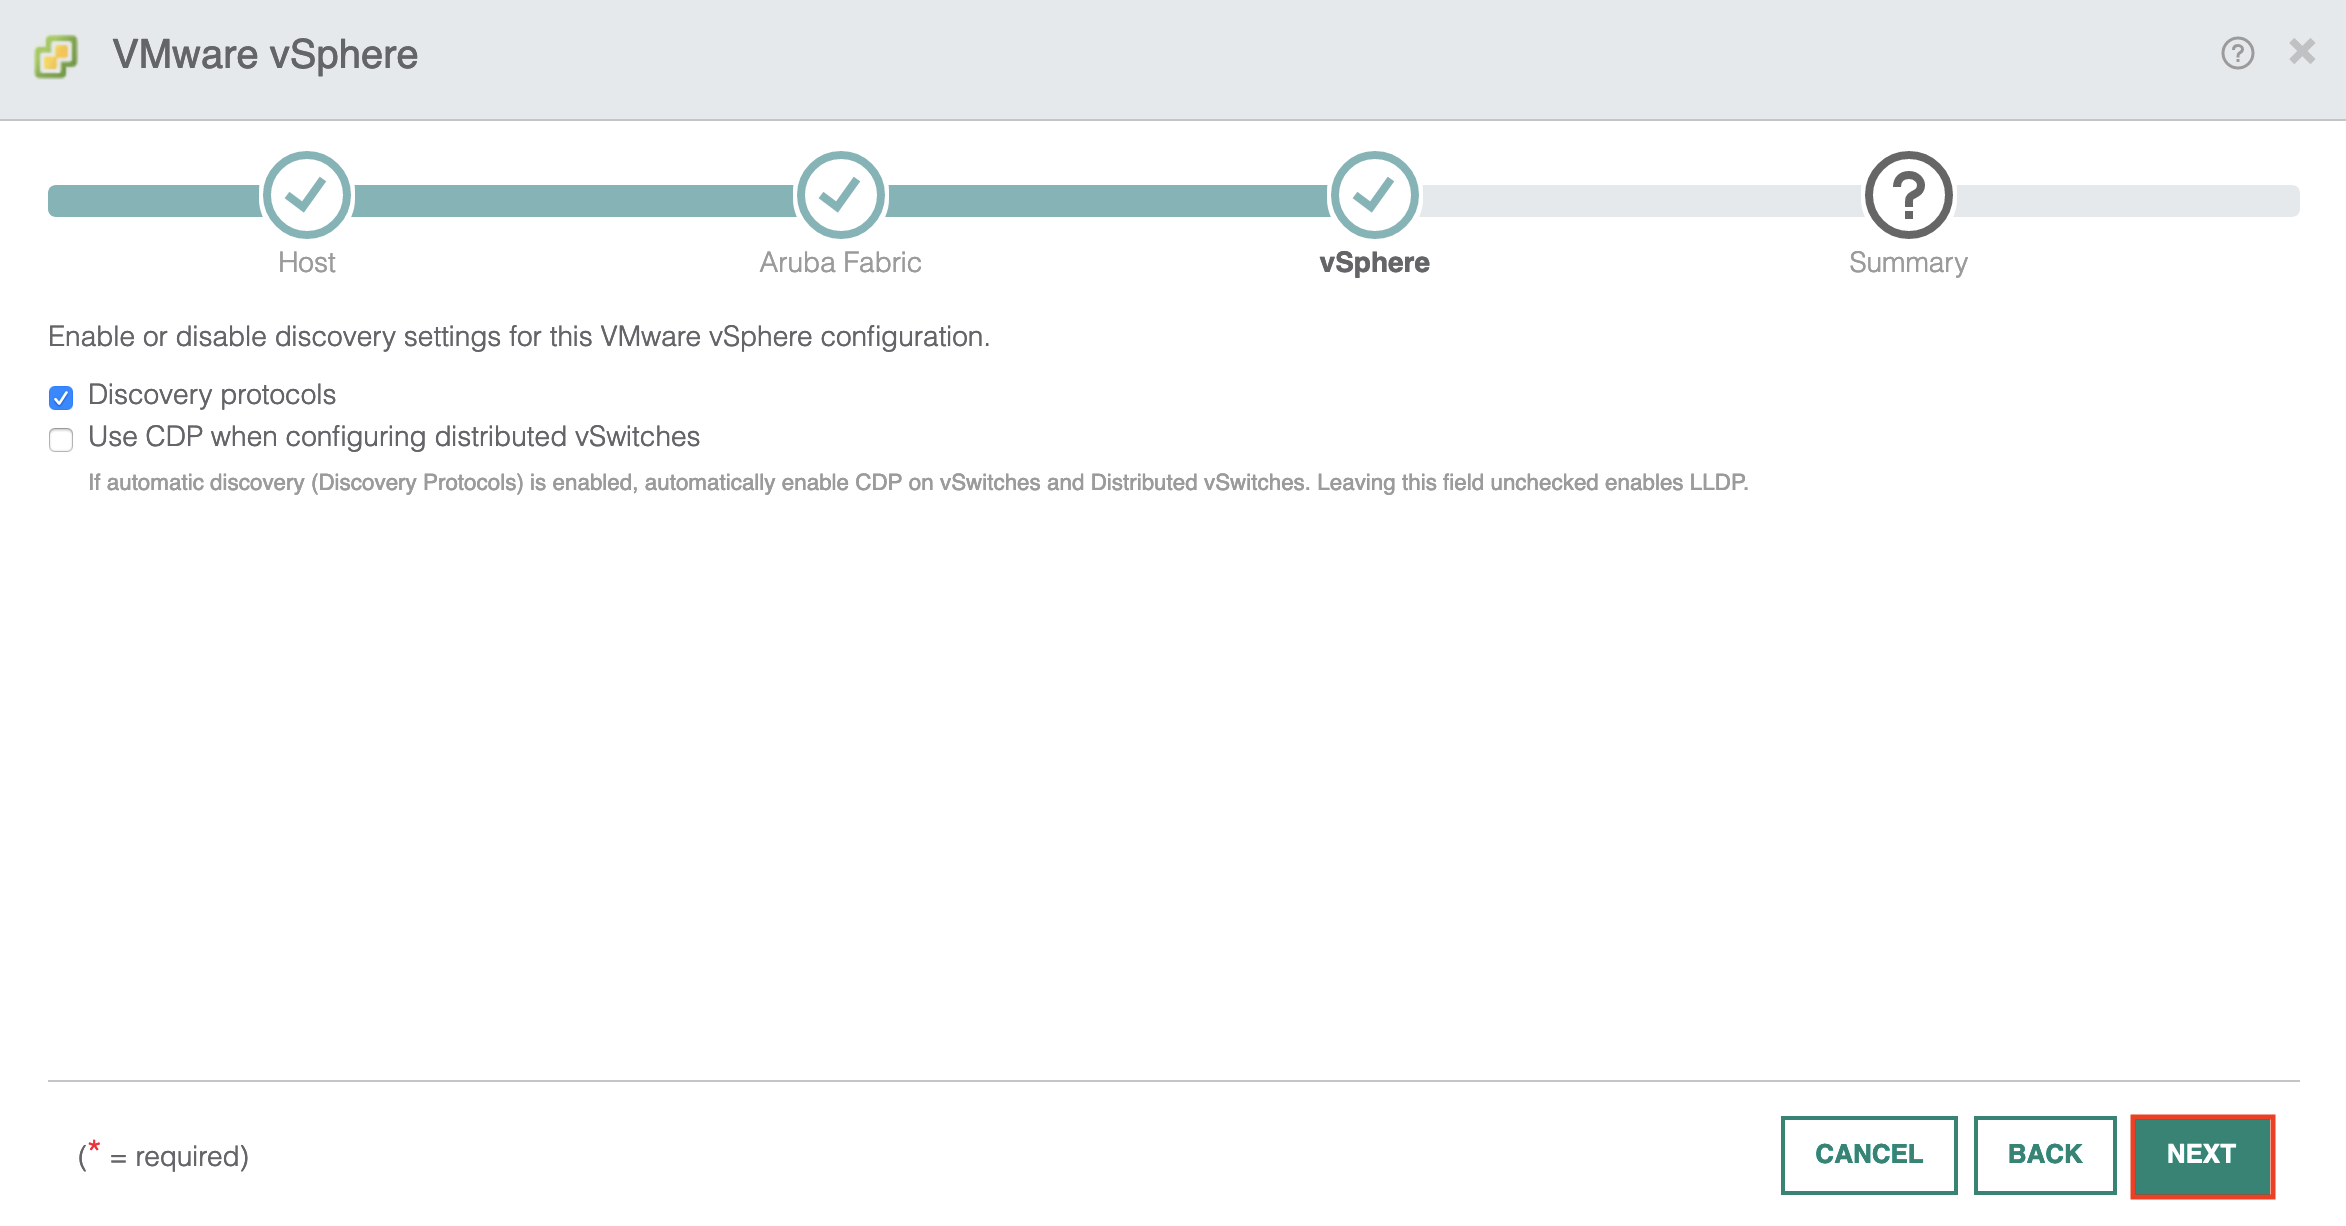 VMware vSphere
?
?
Host
Aruba Fabric
vSphere
Summary
Enable or disable discovery settings for this VMware vSphere configuration.
Discovery protocols
Use CDP when configuring distributed vSwitches
If automatic discovery (Discovery Protocols) is enabled, automatically enable CDP on vSwitches and Distributed vSwitches. Leaving this field unchecked enables LLDP.
(* = required)
CANCEL
BACK
NEXT